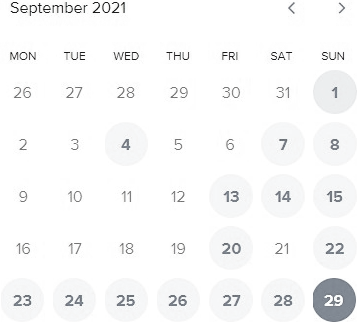 September 2021
MON TUE WED THU FRI SAT SUN
26 27 28 29 30 31 1
2 3 4 5 6 7 8
9 10 11 12 13 14 15
16 17 18 19 20 21 22
23 24 25 26 27 28 29